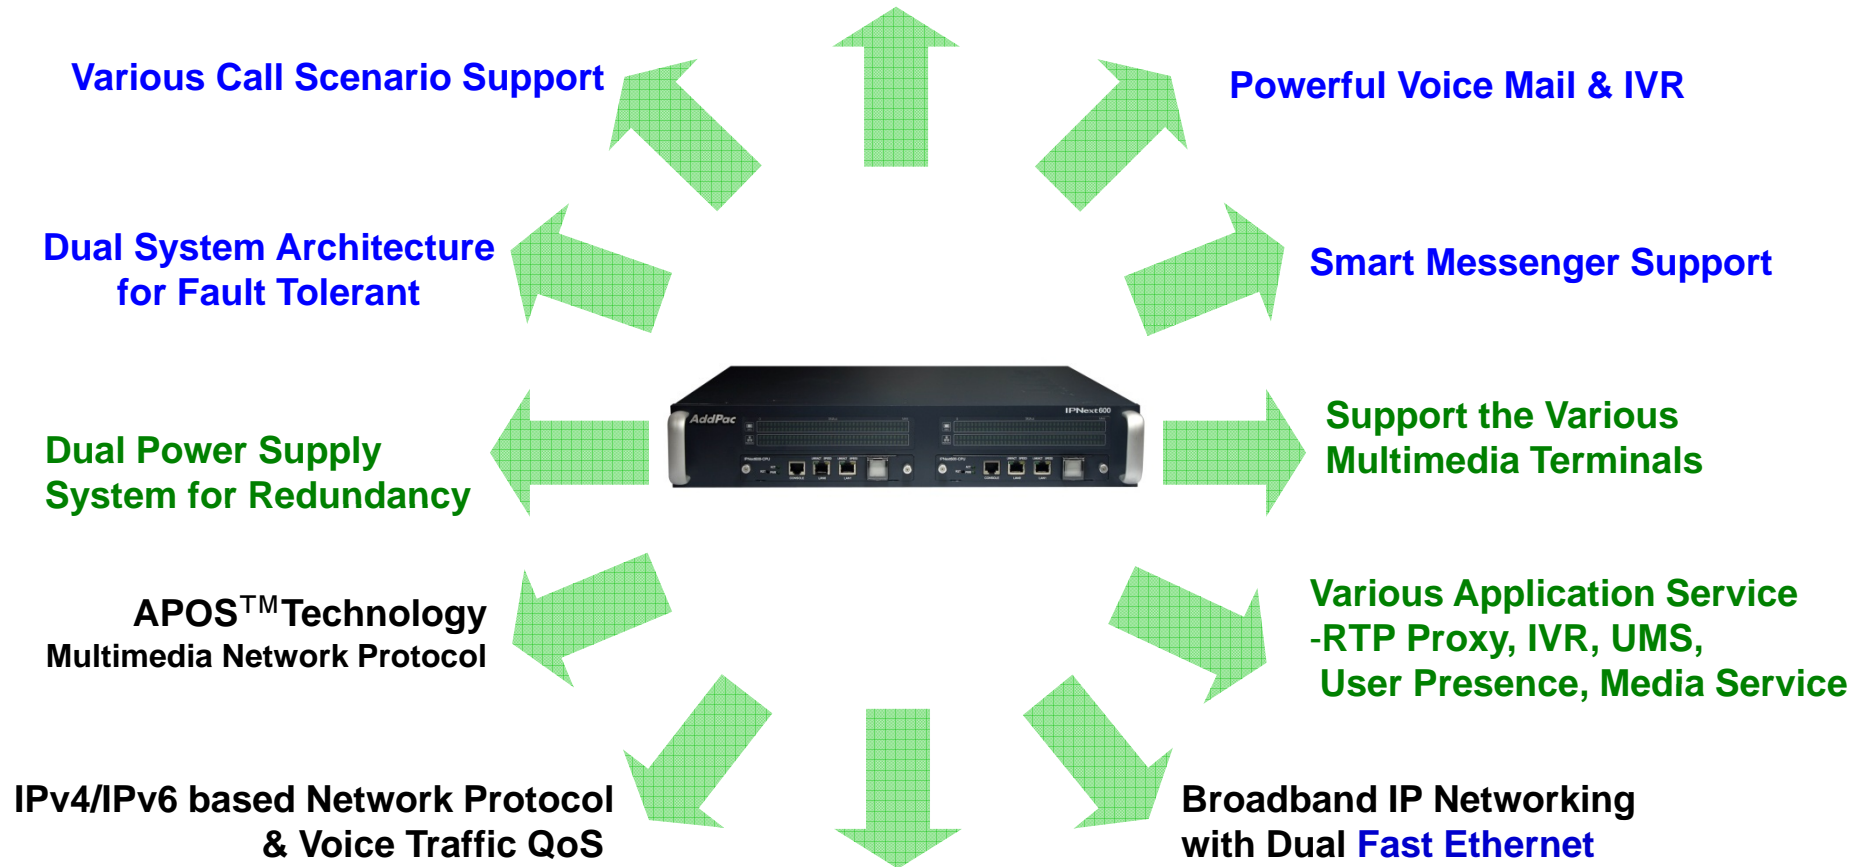 Various Call Scenario Support
Powerful Voice Mail & IVR
Dual System Architecture
for Fault Tolerant
Smart Messenger Support
AddPac
IPNext600
Dual Power Supply
System for Redundancy
Support the Various
Multimedia Terminals
APOS™Technology
Multimedia Network Protocol
Various Application Service
-RTP Proxy, IVR, UMS,
User Presence, Media Service
IPv4/IPv6 based Network Protocol
& Voice Traffic QoS
Broadband IP Networking
with Dual Fast Ethernet